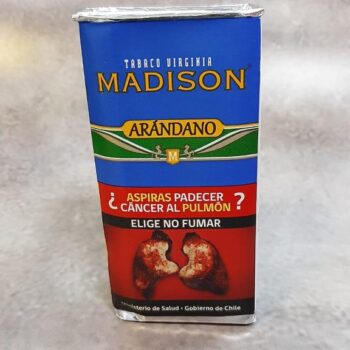 TABACO VIRGINIA
MADISON
ARÁNDANO
M
¿ ASPIRAS PADECER
CÁNCER AL PULMÓN ?
ELIGE NO FUMAR
Ministerio de Salud - Gobierno de Chile